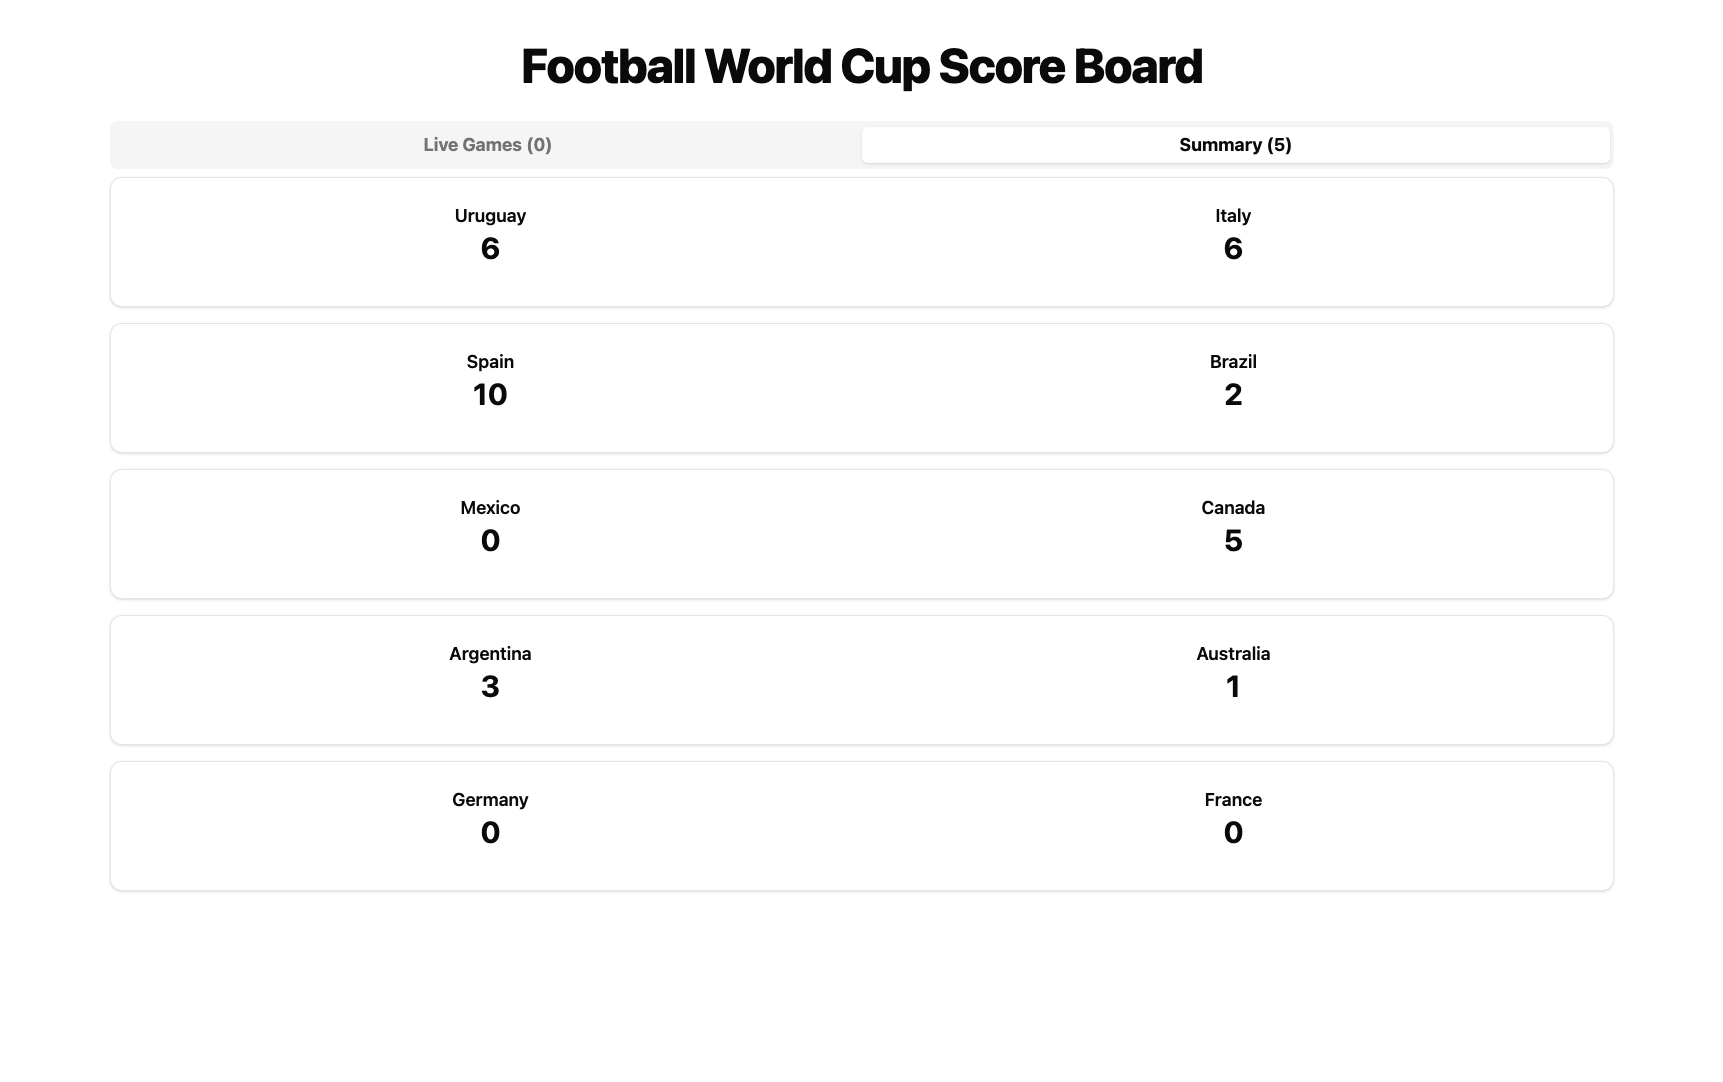 Football World Cup Score Board
Live Games (0)
Summary (5)
Uruguay
6
Italy
6
Spain
10
Brazil
2
Mexico
0
Canada
5
Argentina
3
Australia
1
Germany
0
France
0